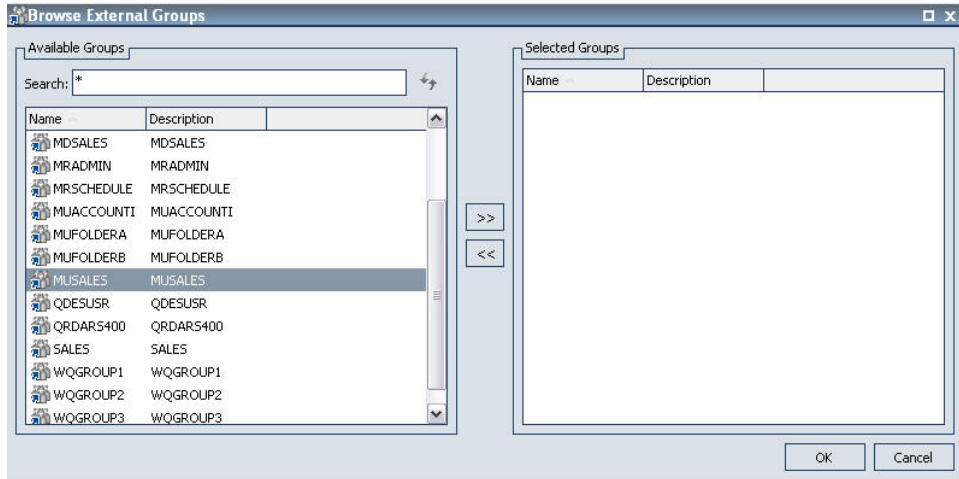 Browse External Groups
Available Groups
Search: *
Name Description
MDSALES MDSALES
MRADMIN MRADMIN
MRSCHEDULE MRSCHEDULE
MUACCOUNTI MUACCOUNTI
MUFOLDERA MUFOLDERA
MUFOLDERB MUFOLDERB
MUSALES MUSALES
QDESUSR QDESUSR
QRDARS400 QRDARS400
SALES SALES
WQGROUP1 WQGROUP1
WQGROUP2 WQGROUP2
WQGROUP3 WQGROUP3
>>
<<
Selected Groups
Name Description
OK Cancel